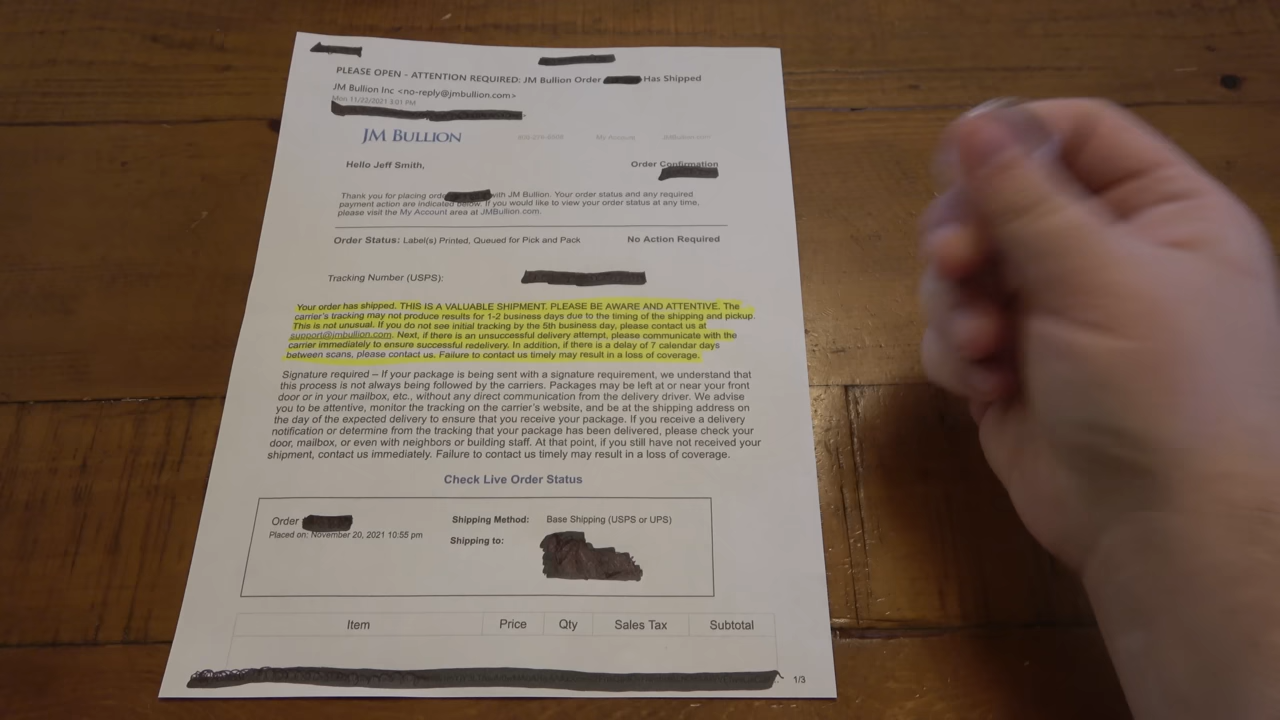 PLEASE OPEN - ATTENTION REQUIRED: JM Bullion Order Has Shipped
JM Bullion Inc <no-reply@jmbullion.com>
Mon 11/22/2021 3:01 PM
JM BULLION
My Account
JMBullion.com
Hello Jeff Smith,
Order Confirmation
Thank you for placing with JM Bullion. Your order status and any required
payment action are indicated below. If you would like to view your order status at any time,
please visit the My Account area at JMBullion.com.
Order Status: Label(s) Printed, Queued for Pick and Pack
No Action Required
Tracking Number (USPS):
Your order has shipped. THIS IS A VALUABLE SHIPMENT. PLEASE BE AWARE AND ATTENTIVE. The
carrier's tracking may not produce results for 1-2 business days due to the timing of the shipping and pickup.
This is not unusual. If you do not see initial tracking by the 5th business day, please contact us at
support@jmbullion.com. Next, if there is an unsuccessful delivery attempt, please communicate with the
carrier immediately to ensure successful redelivery. In addition, if there is a delay of 7 calendar days
between scans, please contact us. Failure to contact us timely may result in a loss of coverage.
Signature required – If your package is being sent with a signature requirement, we understand that
this process is not always being followed by the carriers. Packages may be left at or near your front
door or in your mailbox, etc., without any direct communication from the delivery driver. We advise
you to be attentive, monitor the tracking on the carrier's website, and be at the shipping address on
the day of the expected delivery to ensure that you receive your package. If you receive a delivery
notification or determine from the tracking that your package has been delivered, please check your
door, mailbox, or even with neighbors or building staff. At that point, if you still have not received your
shipment, contact us immediately. Failure to contact us timely may result in a loss of coverage.
Check Live Order Status
Order
Placed on: November 20, 2021 10:55 pm
Shipping Method: Base Shipping (USPS or UPS)
Shipping to:
Item Price Qty Sales Tax Subtotal
1/3